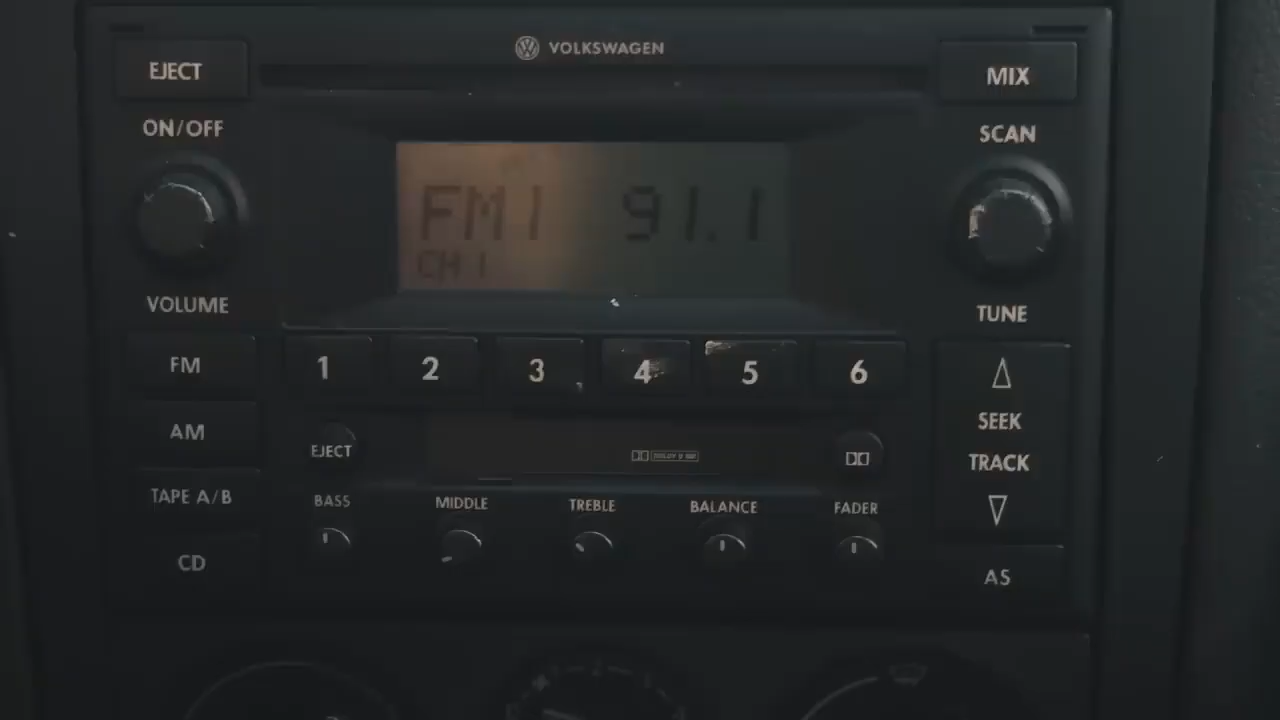 VOLKSWAGEN
EJECT
MIX
ON/OFF
SCAN
FM1 91.1
CH 1
VOLUME
TUNE
FM
1 2 3 4 5 6
AM
EJECT
SEEK
TRACK
TAPE A/B
BASS MIDDLE TREBLE BALANCE FADER
CD
AS